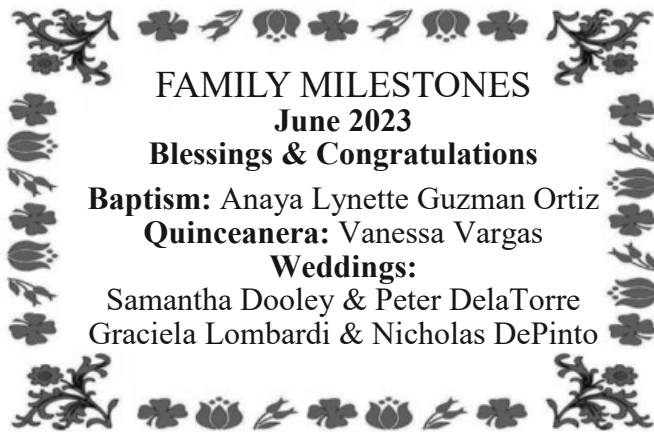 FAMILY MILESTONES
June 2023
Blessings & Congratulations
Baptism: Anaya Lynette Guzman Ortiz
Quinceanera: Vanessa Vargas
Weddings:
Samantha Dooley & Peter DelaTorre
Graciela Lombardi & Nicholas DePinto